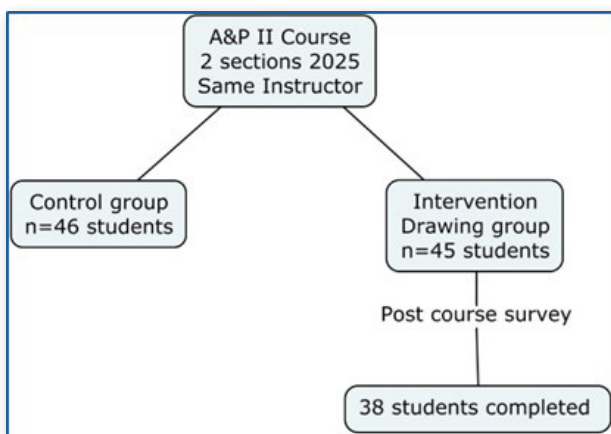 A&P II Course
2 sections 2025
Same Instructor
Control group
n=46 students
Intervention
Drawing group
n=45 students
Post course survey
38 students completed